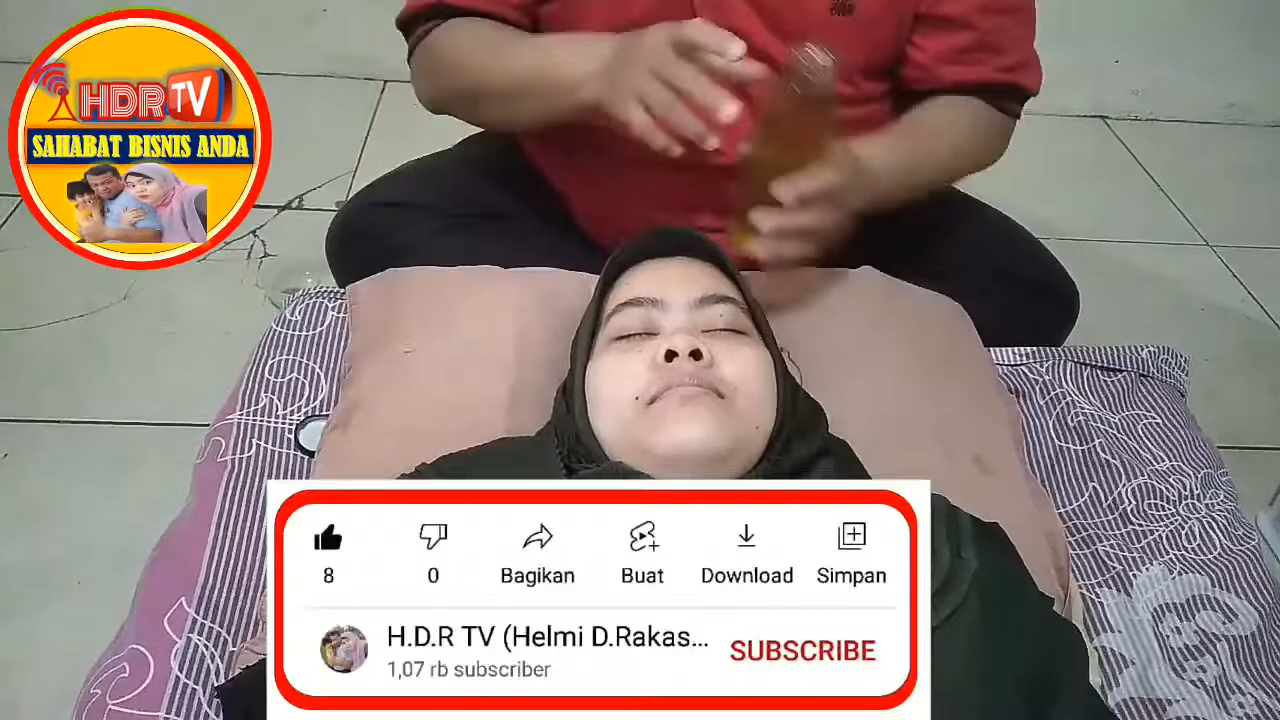 HDR TV
SAHABAT BISNIS ANDA
8
0
Bagikan
Buat
Download
Simpan
H.D.R TV (Helmi D.Rakas...
SUBSCRIBE
1,07 rb subscriber